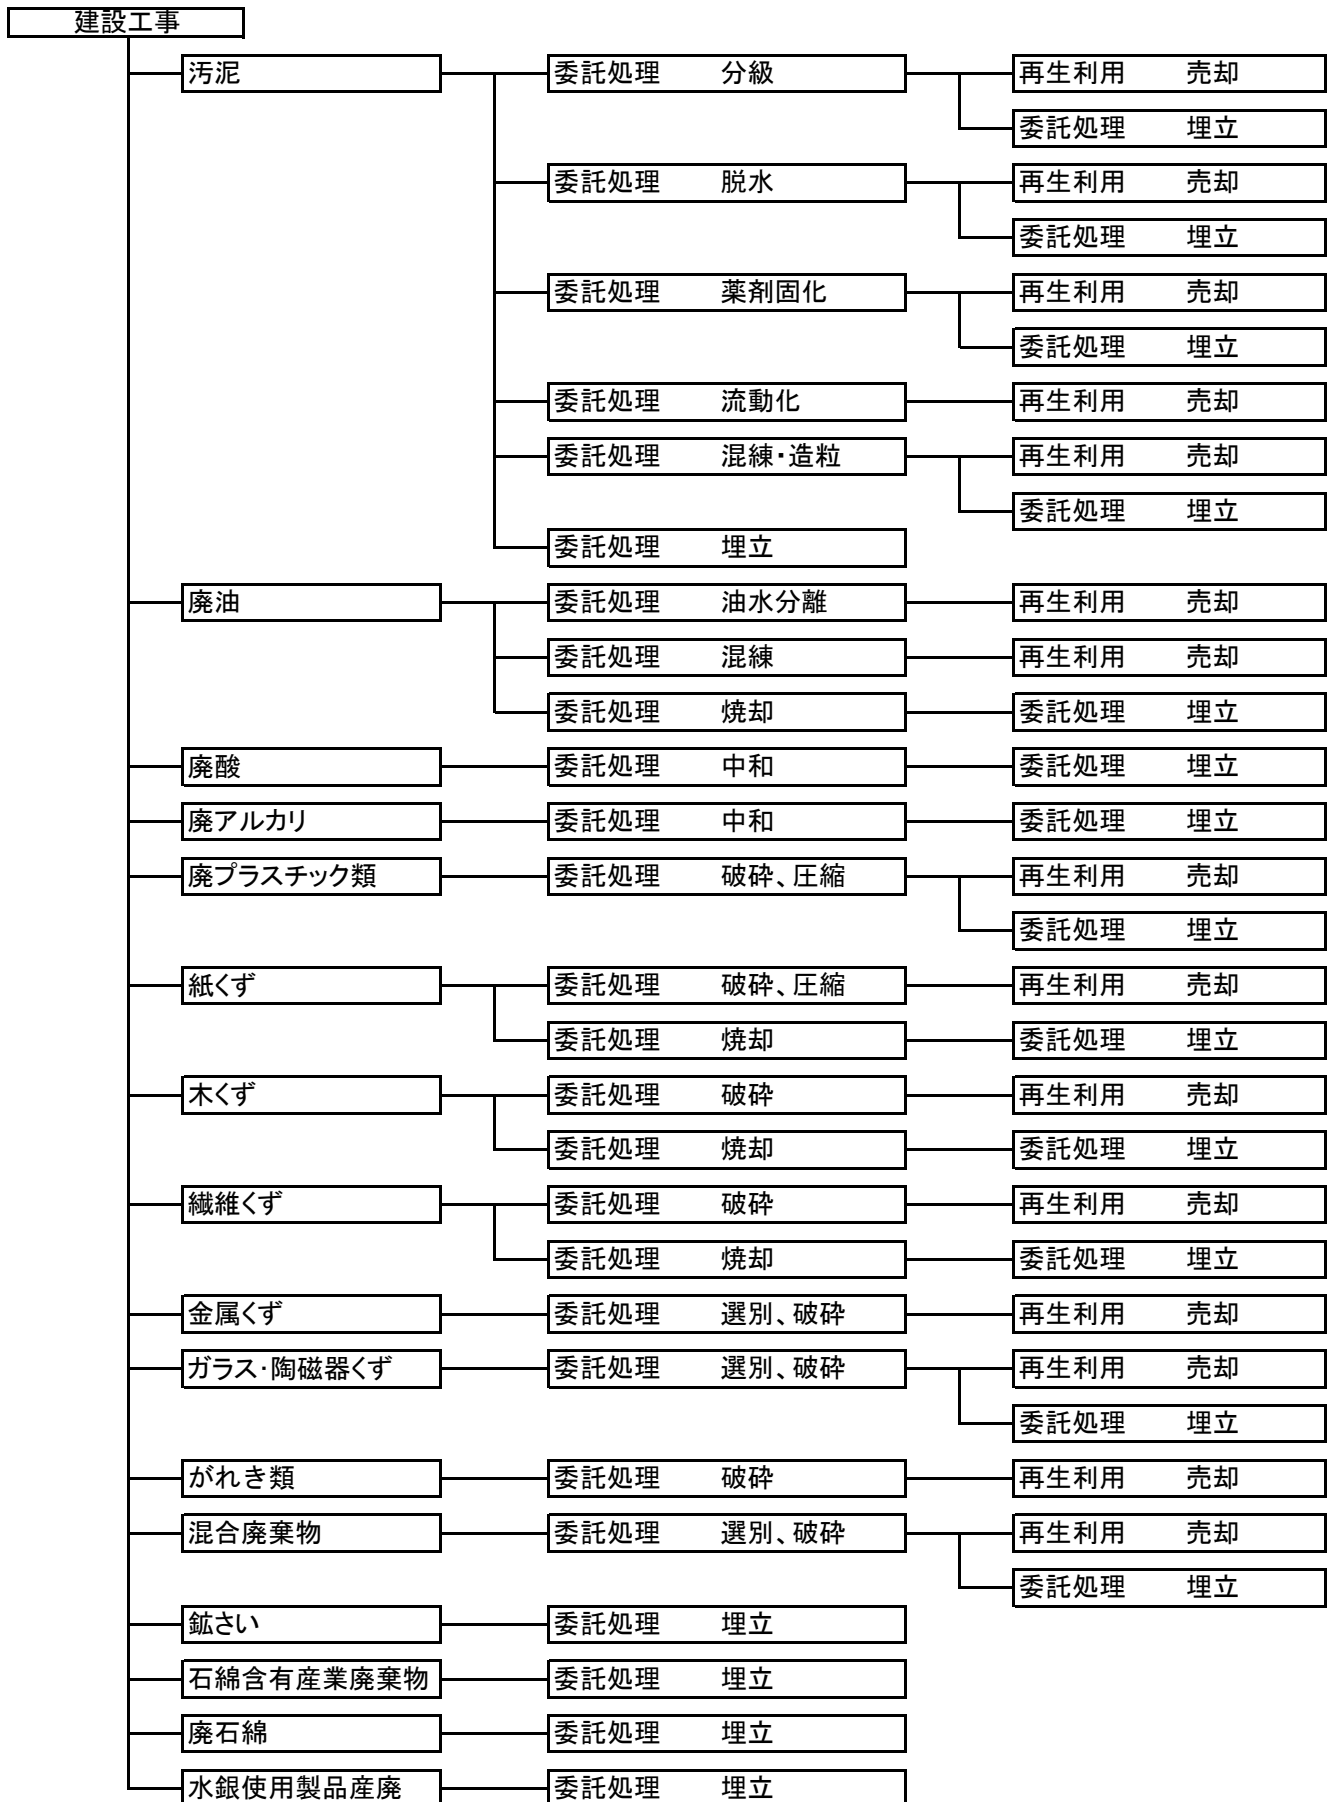 建設工事
汚泥 委託処理 分級 再生利用 売却
委託処理 埋立
委託処理 脱水 再生利用 売却
委託処理 埋立
委託処理 薬剤固化 再生利用 売却
委託処理 埋立
委託処理 流動化 再生利用 売却
委託処理 混練・造粒 再生利用 売却
委託処理 埋立
委託処理 埋立
廃油 委託処理 油水分離 再生利用 売却
委託処理 混練 再生利用 売却
委託処理 焼却 委託処理 埋立
廃酸 委託処理 中和 委託処理 埋立
廃アルカリ 委託処理 中和 委託処理 埋立
廃プラスチック類 委託処理 破砕、圧縮 再生利用 売却
委託処理 埋立
紙くず 委託処理 破砕、圧縮 再生利用 売却
委託処理 焼却 委託処理 埋立
木くず 委託処理 破砕 再生利用 売却
委託処理 焼却 委託処理 埋立
繊維くず 委託処理 破砕 再生利用 売却
委託処理 焼却 委託処理 埋立
金属くず 委託処理 選別、破砕 再生利用 売却
ガラス・陶磁器くず 委託処理 選別、破砕 再生利用 売却
委託処理 埋立
がれき類 委託処理 破砕 再生利用 売却
混合廃棄物 委託処理 選別、破砕 再生利用 売却
委託処理 埋立
鉱さい 委託処理 埋立
石綿含有産業廃棄物 委託処理 埋立
廃石綿 委託処理 埋立
水銀使用製品産廃 委託処理 埋立